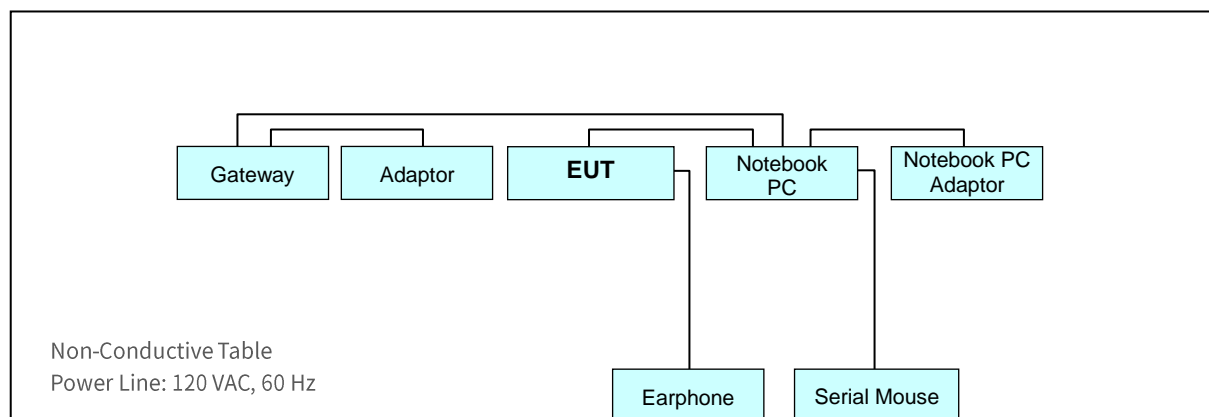 Gateway
Adaptor
EUT
Notebook
PC
Notebook PC
Adaptor
Non-Conductive Table
Power Line: 120 VAC, 60 Hz
Earphone
Serial Mouse